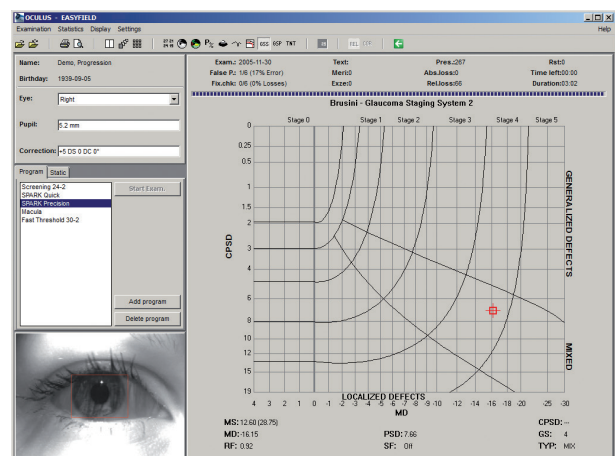 OCULUS - EASYFIELD
Examination Statistics Display Settings Help
GSS GSP TNT
Name: Demo, Progression
Birthday: 1939-09-05
Eye: Right
Pupil: 5.2 mm
Correction: +5 DS 0 DC 0°
Program Static
Screening 24-2
SPARK Quick
SPARK Precision
Macula
Fast Threshold 30-2
Start Exam.
Add program
Delete program
Exam.: 2005-11-30 Text: Pres.:267 Rst:0
False P.: 1/6 (17% Error) Meri:0 Abs.loss:0 Time left:00:00
Fix.chk: 0/6 (0% Losses) Exze:0 Rel.loss:66 Duration:03:02
Brusini - Glaucoma Staging System 2
Stage 0 Stage 1 Stage 2 Stage 3 Stage 4 Stage 5
0
0.25
0.5
1
1.5
2
3
4
6
8
10
12
15
19
CPSD
GENERALIZED DEFECTS
MIXED
LOCALIZED DEFECTS
4 3 2 1 0 -1 -2 -3 -4 -5 -6 -8 -9 -10 -12 -14 -16 -20 -25 -30
MD
MS: 12.60 (28.75) CPSD: --
MD: -16.15 PSD: 7.66 GS: 4
RF: 0.92 SF: Off TYP: MIX